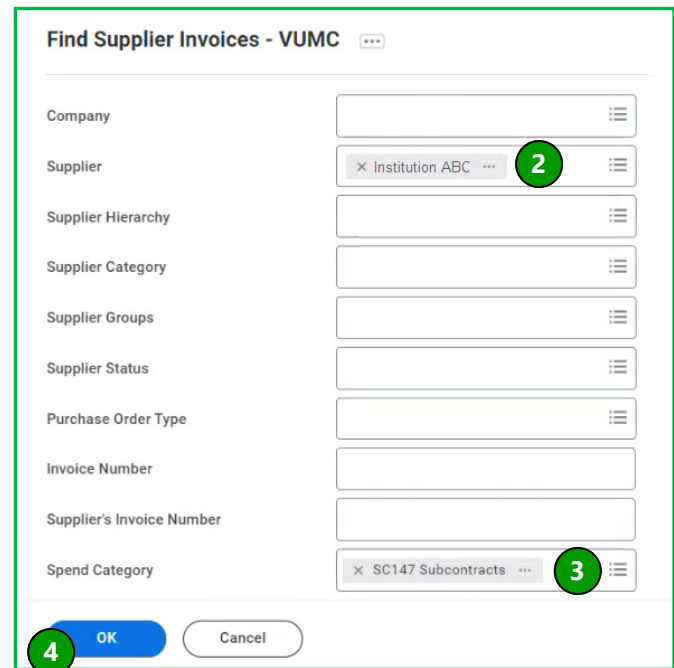 Find Supplier Invoices - VUMC
Company
Supplier × Institution ABC ... 2
Supplier Hierarchy
Supplier Category
Supplier Groups
Supplier Status
Purchase Order Type
Invoice Number
Supplier's Invoice Number
Spend Category × SC147 Subcontracts ... 3
4 OK Cancel